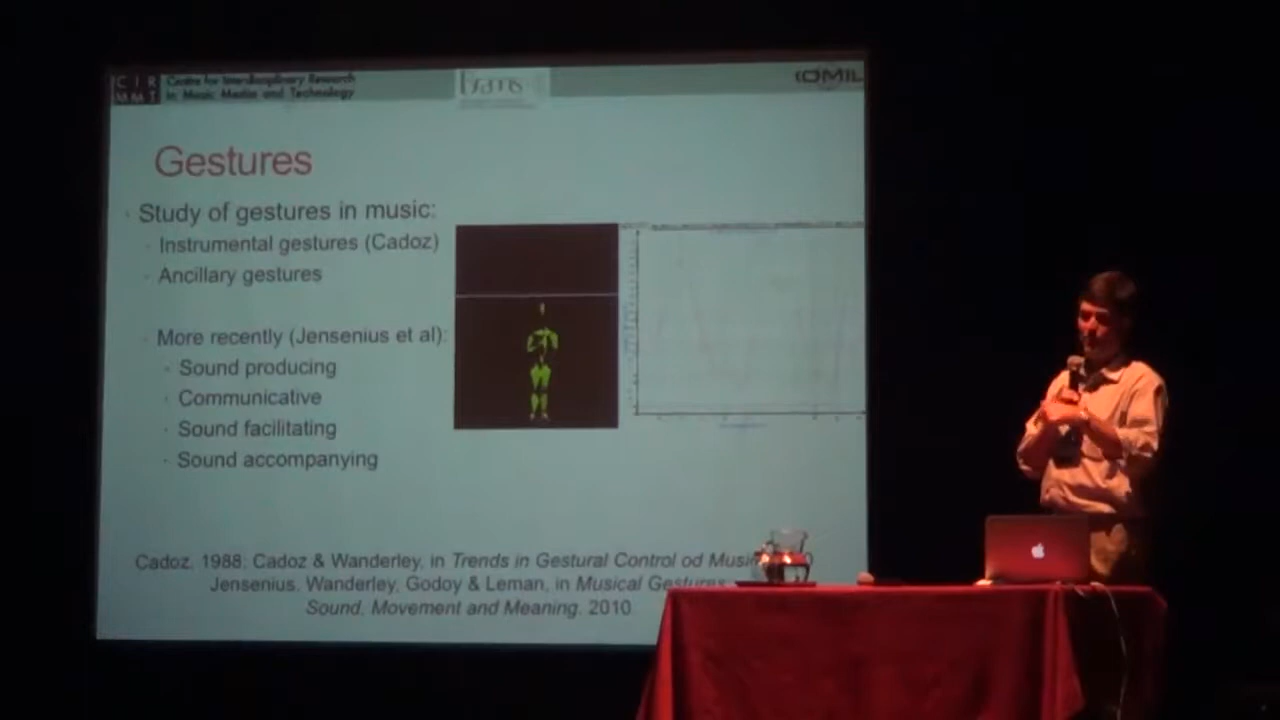 CIR
MMT
Centre for Interdisciplinary Research
in Music Media and Technology
IDMIL
Gestures
Study of gestures in music:
Instrumental gestures (Cadoz)
Ancillary gestures
More recently (Jensenius et al):
Sound producing
Communicative
Sound facilitating
Sound accompanying
Cadoz, 1988; Cadoz & Wanderley, in Trends in Gestural Control od Music
Jensenius, Wanderley, Godoy & Leman, in Musical Gestures
Sound, Movement and Meaning. 2010